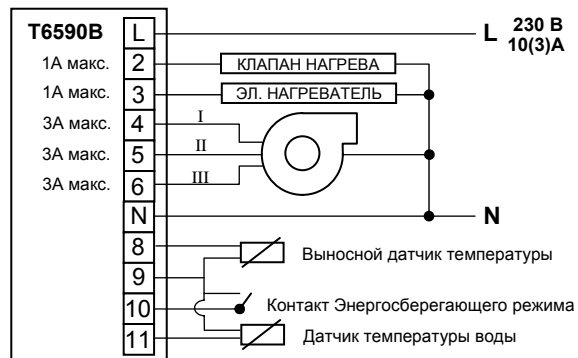 T6590B L L 230 В
10(3)А
1А макс. 2 КЛАПАН НАГРЕВА
1А макс. 3 ЭЛ. НАГРЕВАТЕЛЬ
3А макс. 4 I
3А макс. 5 II
3А макс. 6 III
N N
8 Выносной датчик температуры
9
10 Контакт Энергосберегающего режима
11 Датчик температуры воды